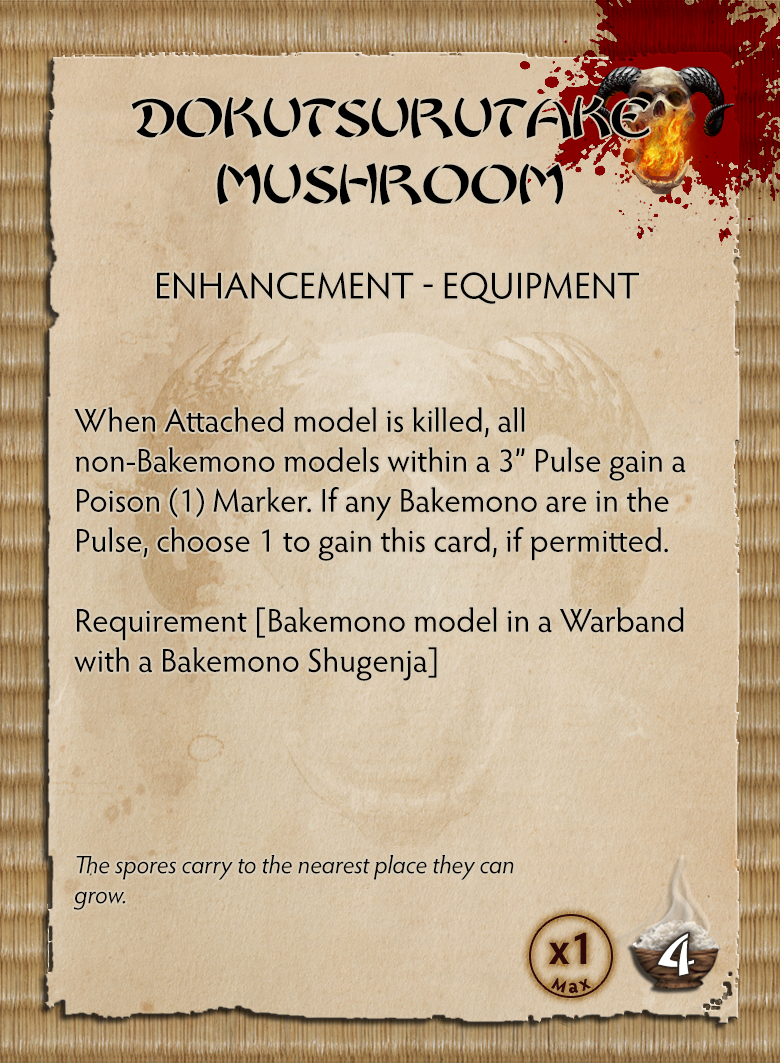 DOKUTSURUTAKE
MUSHROOM
ENHANCEMENT - EQUIPMENT
When Attached model is killed, all
non-Bakemono models within a 3” Pulse gain a
Poison (1) Marker. If any Bakemono are in the
Pulse, choose 1 to gain this card, if permitted.
Requirement [Bakemono model in a Warband
with a Bakemono Shugenja]
The spores carry to the nearest place they can
grow.
x1
Max
4